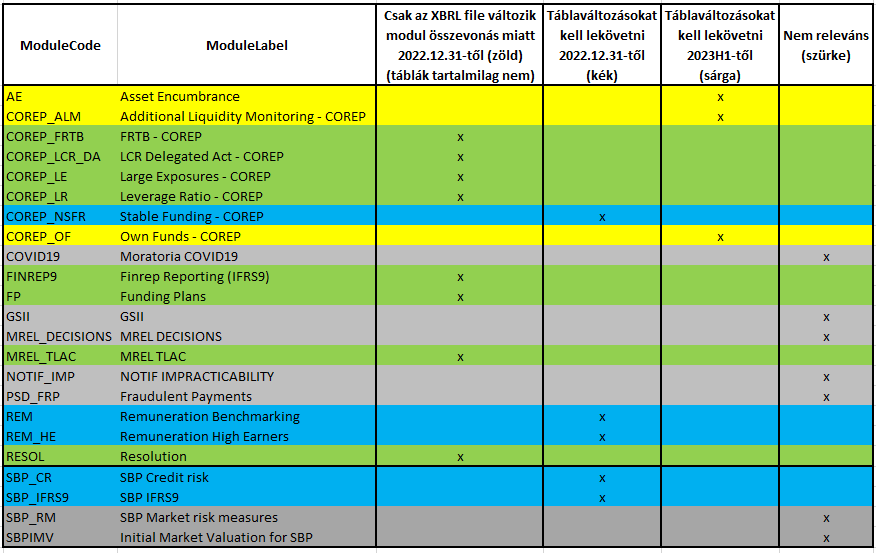 ModuleCode ModuleLabel Csak az XBRL file változik modul összevonás miatt 2022.12.31-től (zöld) (táblák tartalmilag nem) Táblaváltozásokat kell lekövetni 2022.12.31-től (kék) Táblaváltozásokat kell lekövetni 2023H1-től (sárga) Nem releváns (szürke)
AE Asset Encumbrance x
COREP_ALM Additional Liquidity Monitoring - COREP x
COREP_FRTB FRTB - COREP x
COREP_LCR_DA LCR Delegated Act - COREP x
COREP_LE Large Exposures - COREP x
COREP_LR Leverage Ratio - COREP x
COREP_NSFR Stable Funding - COREP x
COREP_OF Own Funds - COREP x
COVID19 Moratoria COVID19 x
FINREP9 Finrep Reporting (IFRS9) x
FP Funding Plans x
GSII GSII x
MREL_DECISIONS MREL DECISIONS x
MREL_TLAC MREL TLAC x
NOTIF_IMP NOTIF IMPRACTICABILITY x
PSD_FRP Fraudulent Payments x
REM Remuneration Benchmarking x
REM_HE Remuneration High Earners x
RESOL Resolution x
SBP_CR SBP Credit risk x
SBP_IFRS9 SBP IFRS9 x
SBP_RM SBP Market risk measures x
SBPIMV Initial Market Valuation for SBP x